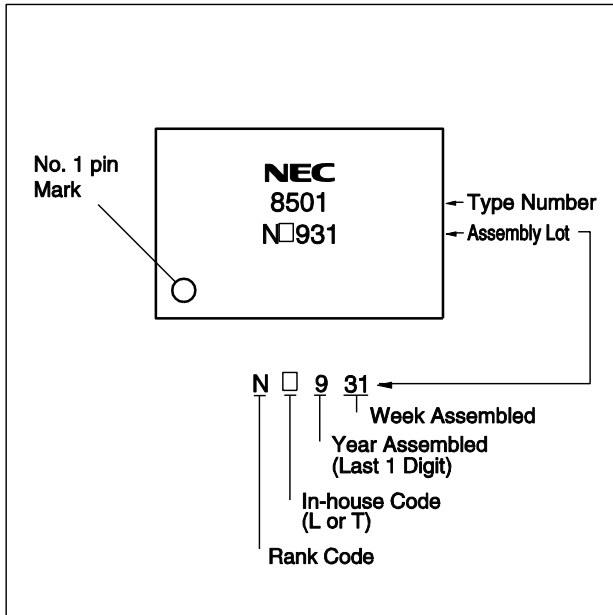 No. 1 pin
Mark
NEC
8501
N□931
Type Number
Assembly Lot
N □ 9 31
Week Assembled
Year Assembled
(Last 1 Digit)
In-house Code
(L or T)
Rank Code